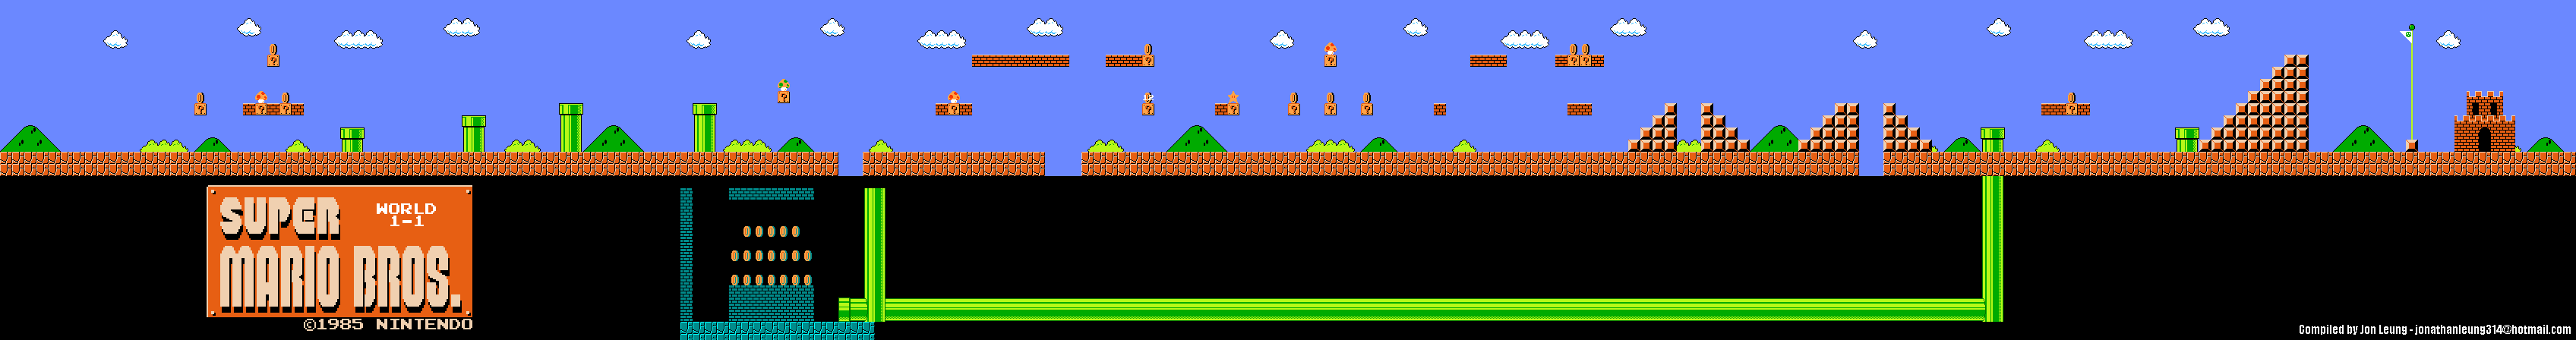 SUPER
MARIO BROS.
WORLD
1-1
©1985 NINTENDO
Compiled by Jon Leung - jonathanleung314@hotmail.com